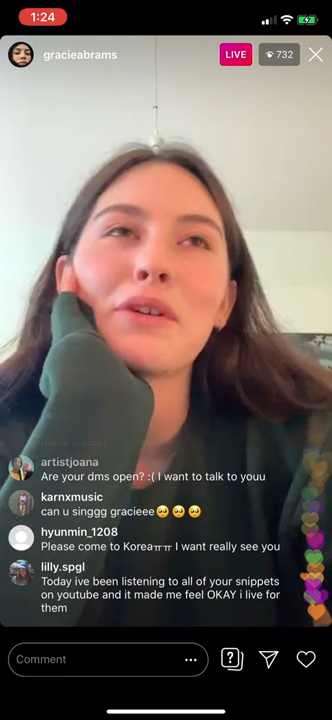 1:24
gracieabrams
LIVE
732
artistjoana
Are your dms open? :( I want to talk to youu
karnxmusic
can u singgg gracieee🥺🥺🥺
hyunmin_1208
Please come to Koreaㅠㅠ I want really see you
lilly.spgl
Today ive been listening to all of your snippets
on youtube and it made me feel OKAY i live for
them
Comment